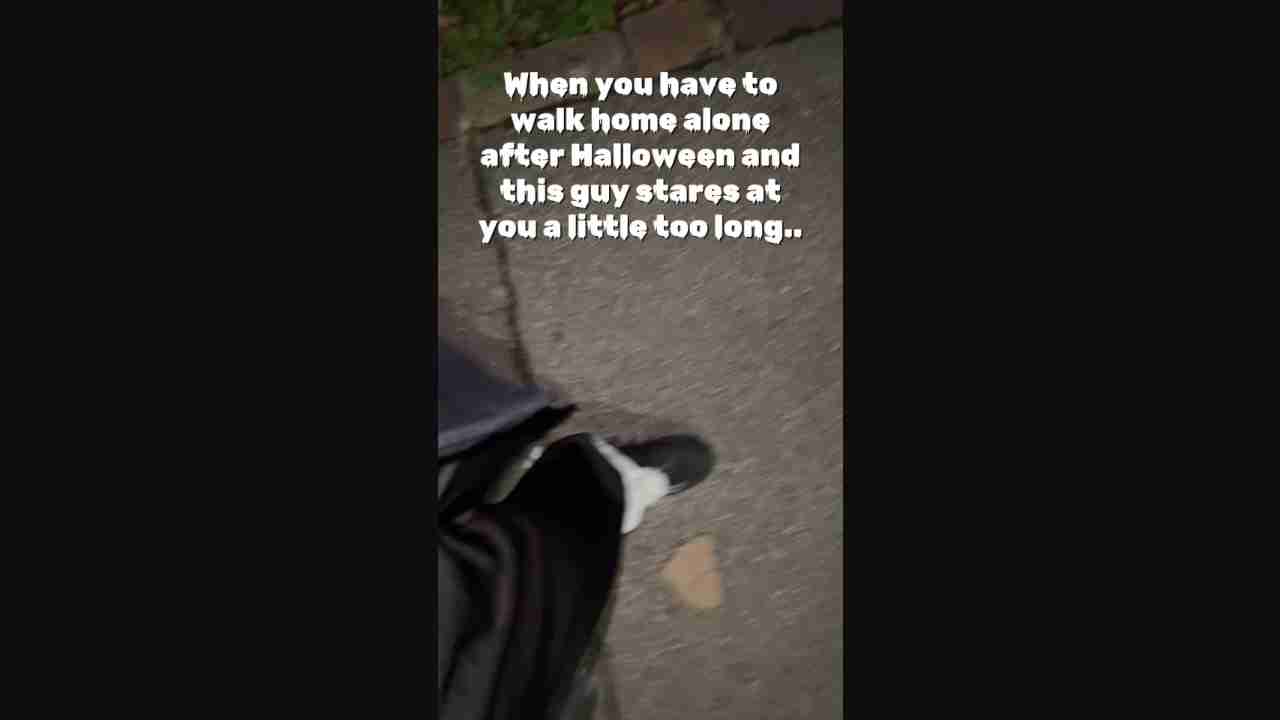 When you have to
walk home alone
after Halloween and
this guy stares at
you a little too long..